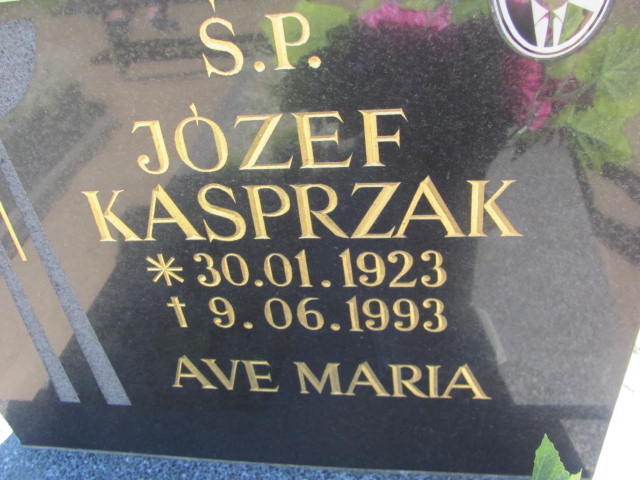 Ś.P.
JÓZEF
KASPRZAK
* 30.01.1923
† 9.06.1993
AVE MARIA